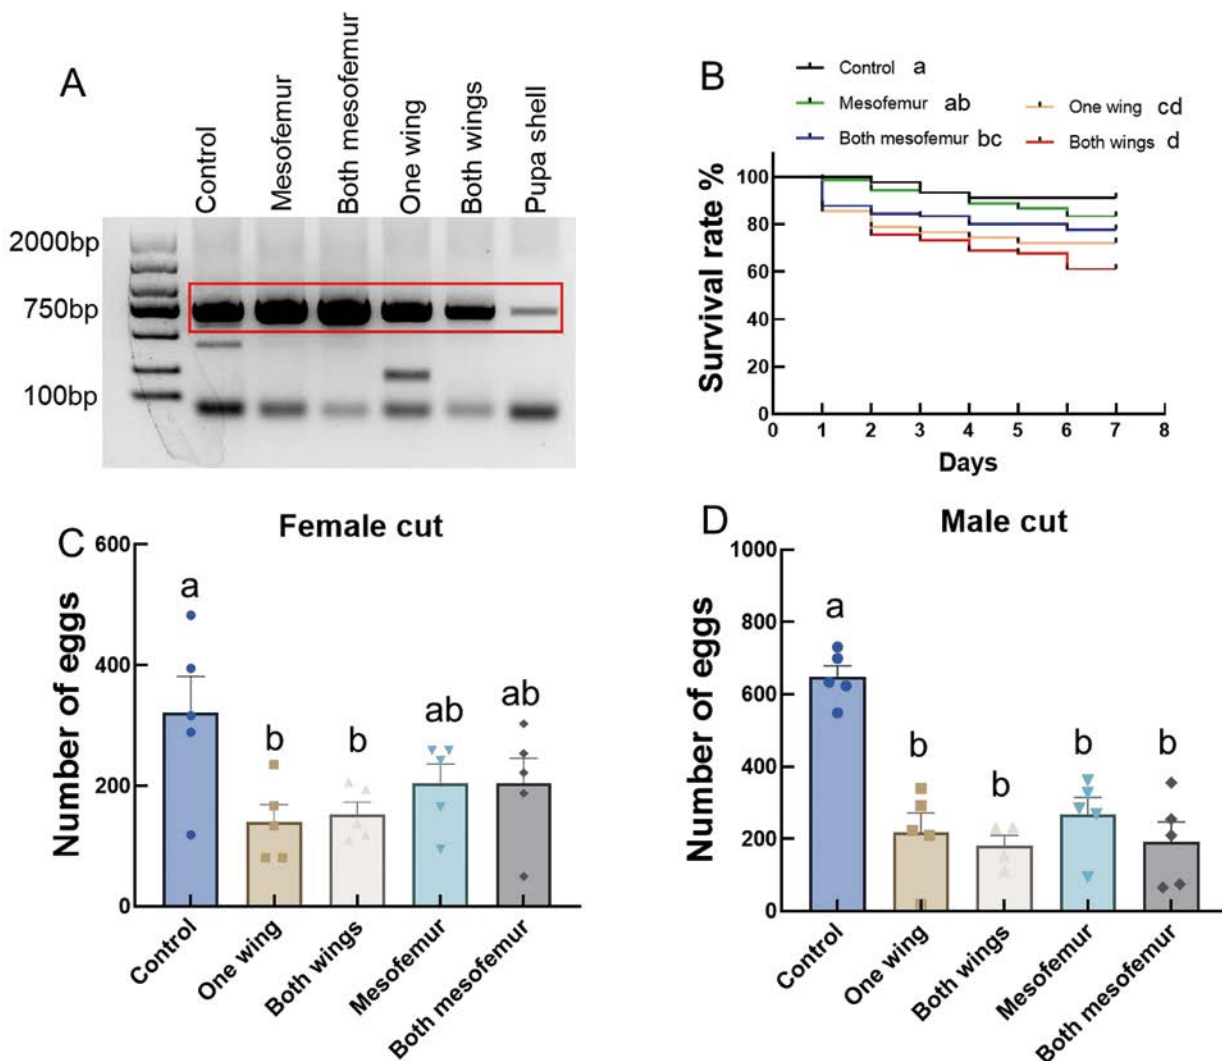 A
Control
Mesofemur
Both mesofemur
One wing
Both wings
Pupa shell
2000bp
750bp
100bp
B
Control a
Mesofemur ab
Both mesofemur bc
One wing cd
Both wings d
Survival rate %
100
80
60
40
20
0
0 1 2 3 4 5 6 7 8
Days
C
Female cut
Number of eggs
600
400
200
0
a
b
b
ab
ab
Control
One wing
Both wings
Mesofemur
Both mesofemur
D
Male cut
Number of eggs
1000
800
600
400
200
0
a
b
b
b
b
Control
One wing
Both wings
Mesofemur
Both mesofemur